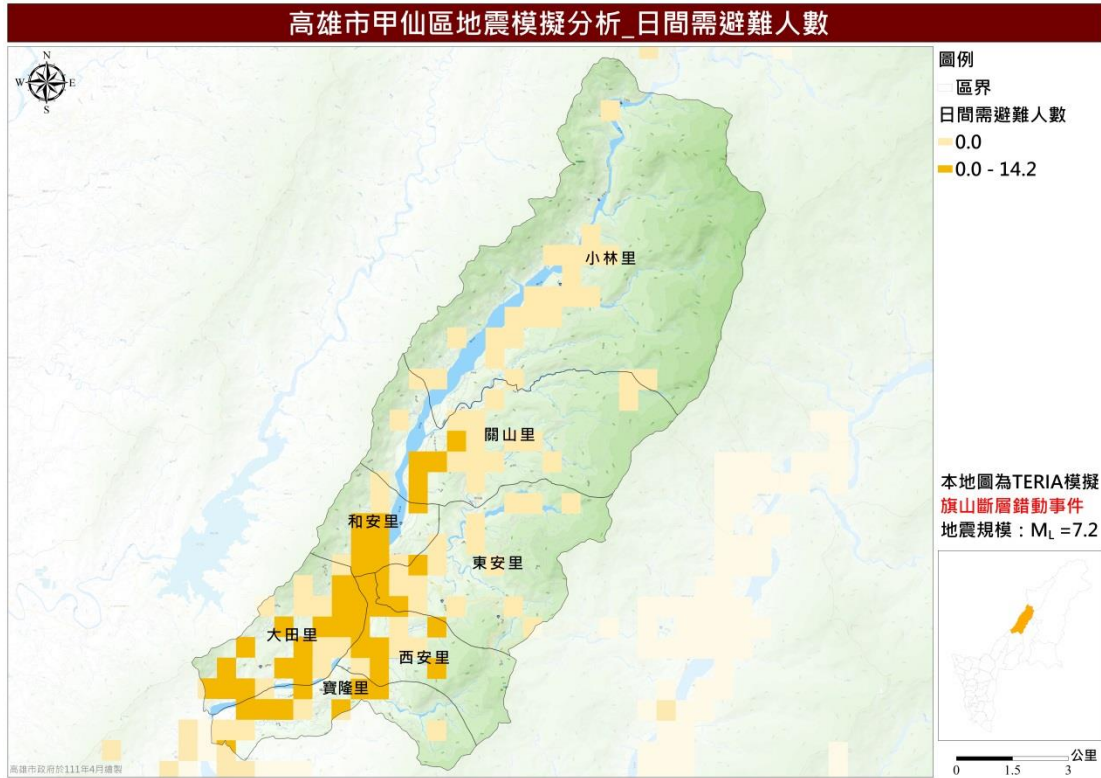 高雄市甲仙區地震模擬分析_日間需避難人數
N
W
E
S
圖例
區界
日間需避難人數
0.0
0.0 - 14.2
小林里
關山里
和安里
東安里
大田里
西安里
寶隆里
本地圖為TERIA模擬
旗山斷層錯動事件
地震規模：ML =7.2
公里
0 1.5 3
高雄市政府於111年4月繪製